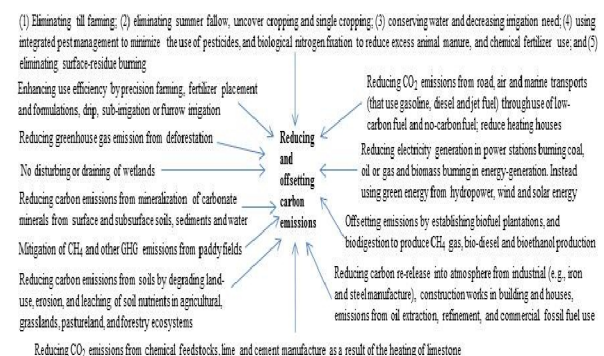 (1) Eliminating till farming; (2) eliminating summer fallow, uncover cropping and single cropping; (3) conserving water and decreasing irrigation need; (4) using
integrated pest management to minimize the use of pesticides, and biological nitrogen fixation to reduce excess animal manure, and chemical fertilizer use; and (5)
eliminating surface-residue burning
Enhancing use efficiency by precision farming, fertilizer placement
and formulations, drip, sub-irrigation or furrow irrigation
Reducing greenhouse gas emission from deforestation
No disturbing or draining of wetlands
Reducing carbon emissions from mineralization of carbonate
minerals from surface and subsurface soils, sediments and water
Mitigation of CH4 and other GHG emissions from paddy fields
Reducing carbon emissions from soils by degrading land-
use, erosion, and leaching of soil nutrients in agricultural,
grasslands, pastureland, and forestry ecosystems
Reducing
and
offsetting
carbon
emissions
Reducing CO2 emissions from road, air and marine transports
(that use gasoline, diesel and jet fuel) through use of low-
carbon fuel and no-carbon fuel; reduce heating houses
Reducing electricity generation in power stations burning coal,
oil or gas and biomass burning in energy-generation. Instead
using green energy from hydropower, wind and solar energy
Offsetting emissions by establishing biofuel plantations, and
biodigestion to produce CH4 gas, bio-diesel and bioethanol production
Reducing carbon re-release into atmosphere from industrial (e.g., iron
and steel manufacture), construction works in building and houses,
emissions from oil extraction, refinement, and commercial fossil fuel use
Reducing CO2 emissions from chemical feedstocks, lime and cement manufacture as a result of the heating of limestone